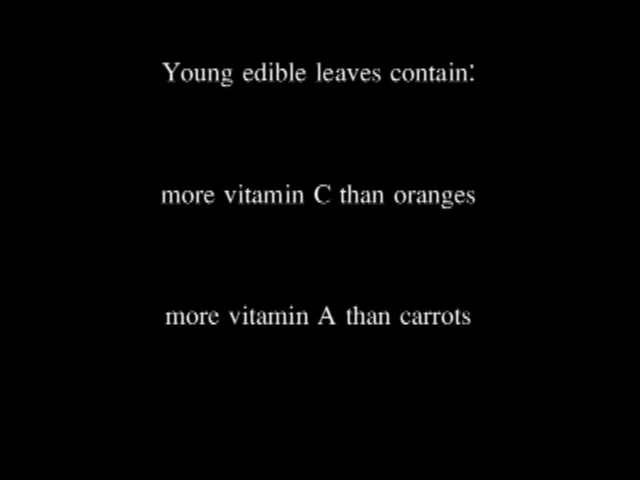 Young edible leaves contain:
more vitamin C than oranges
more vitamin A than carrots